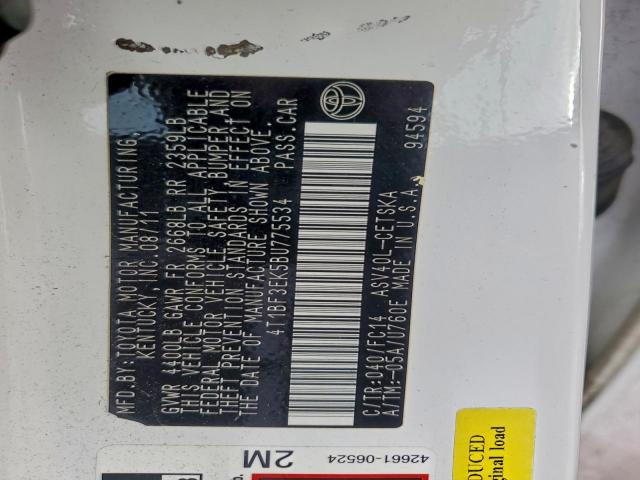 MFD.BY: TOYOTA MOTOR MANUFACTURING,
KENTUCKY, INC. 08/11
GVWR 4400LB GAWR FR 2688LB RR 2359LB
THIS VEHICLE CONFORMS TO ALL APPLICABLE
FEDERAL MOTOR VEHICLE SAFETY, BUMPER, AND
THEFT PREVENTION STANDARDS IN EFFECT ON
THE DATE OF MANUFACTURE SHOWN ABOVE.
4T1BF3EK5BU775534 PASS.CAR
C/TR:040/FC14 ASV40L-CETSKA
A/TM:-05A/U760E MADE IN U.S.A.
94594
42661-06524
2M
DUCED
ginal load